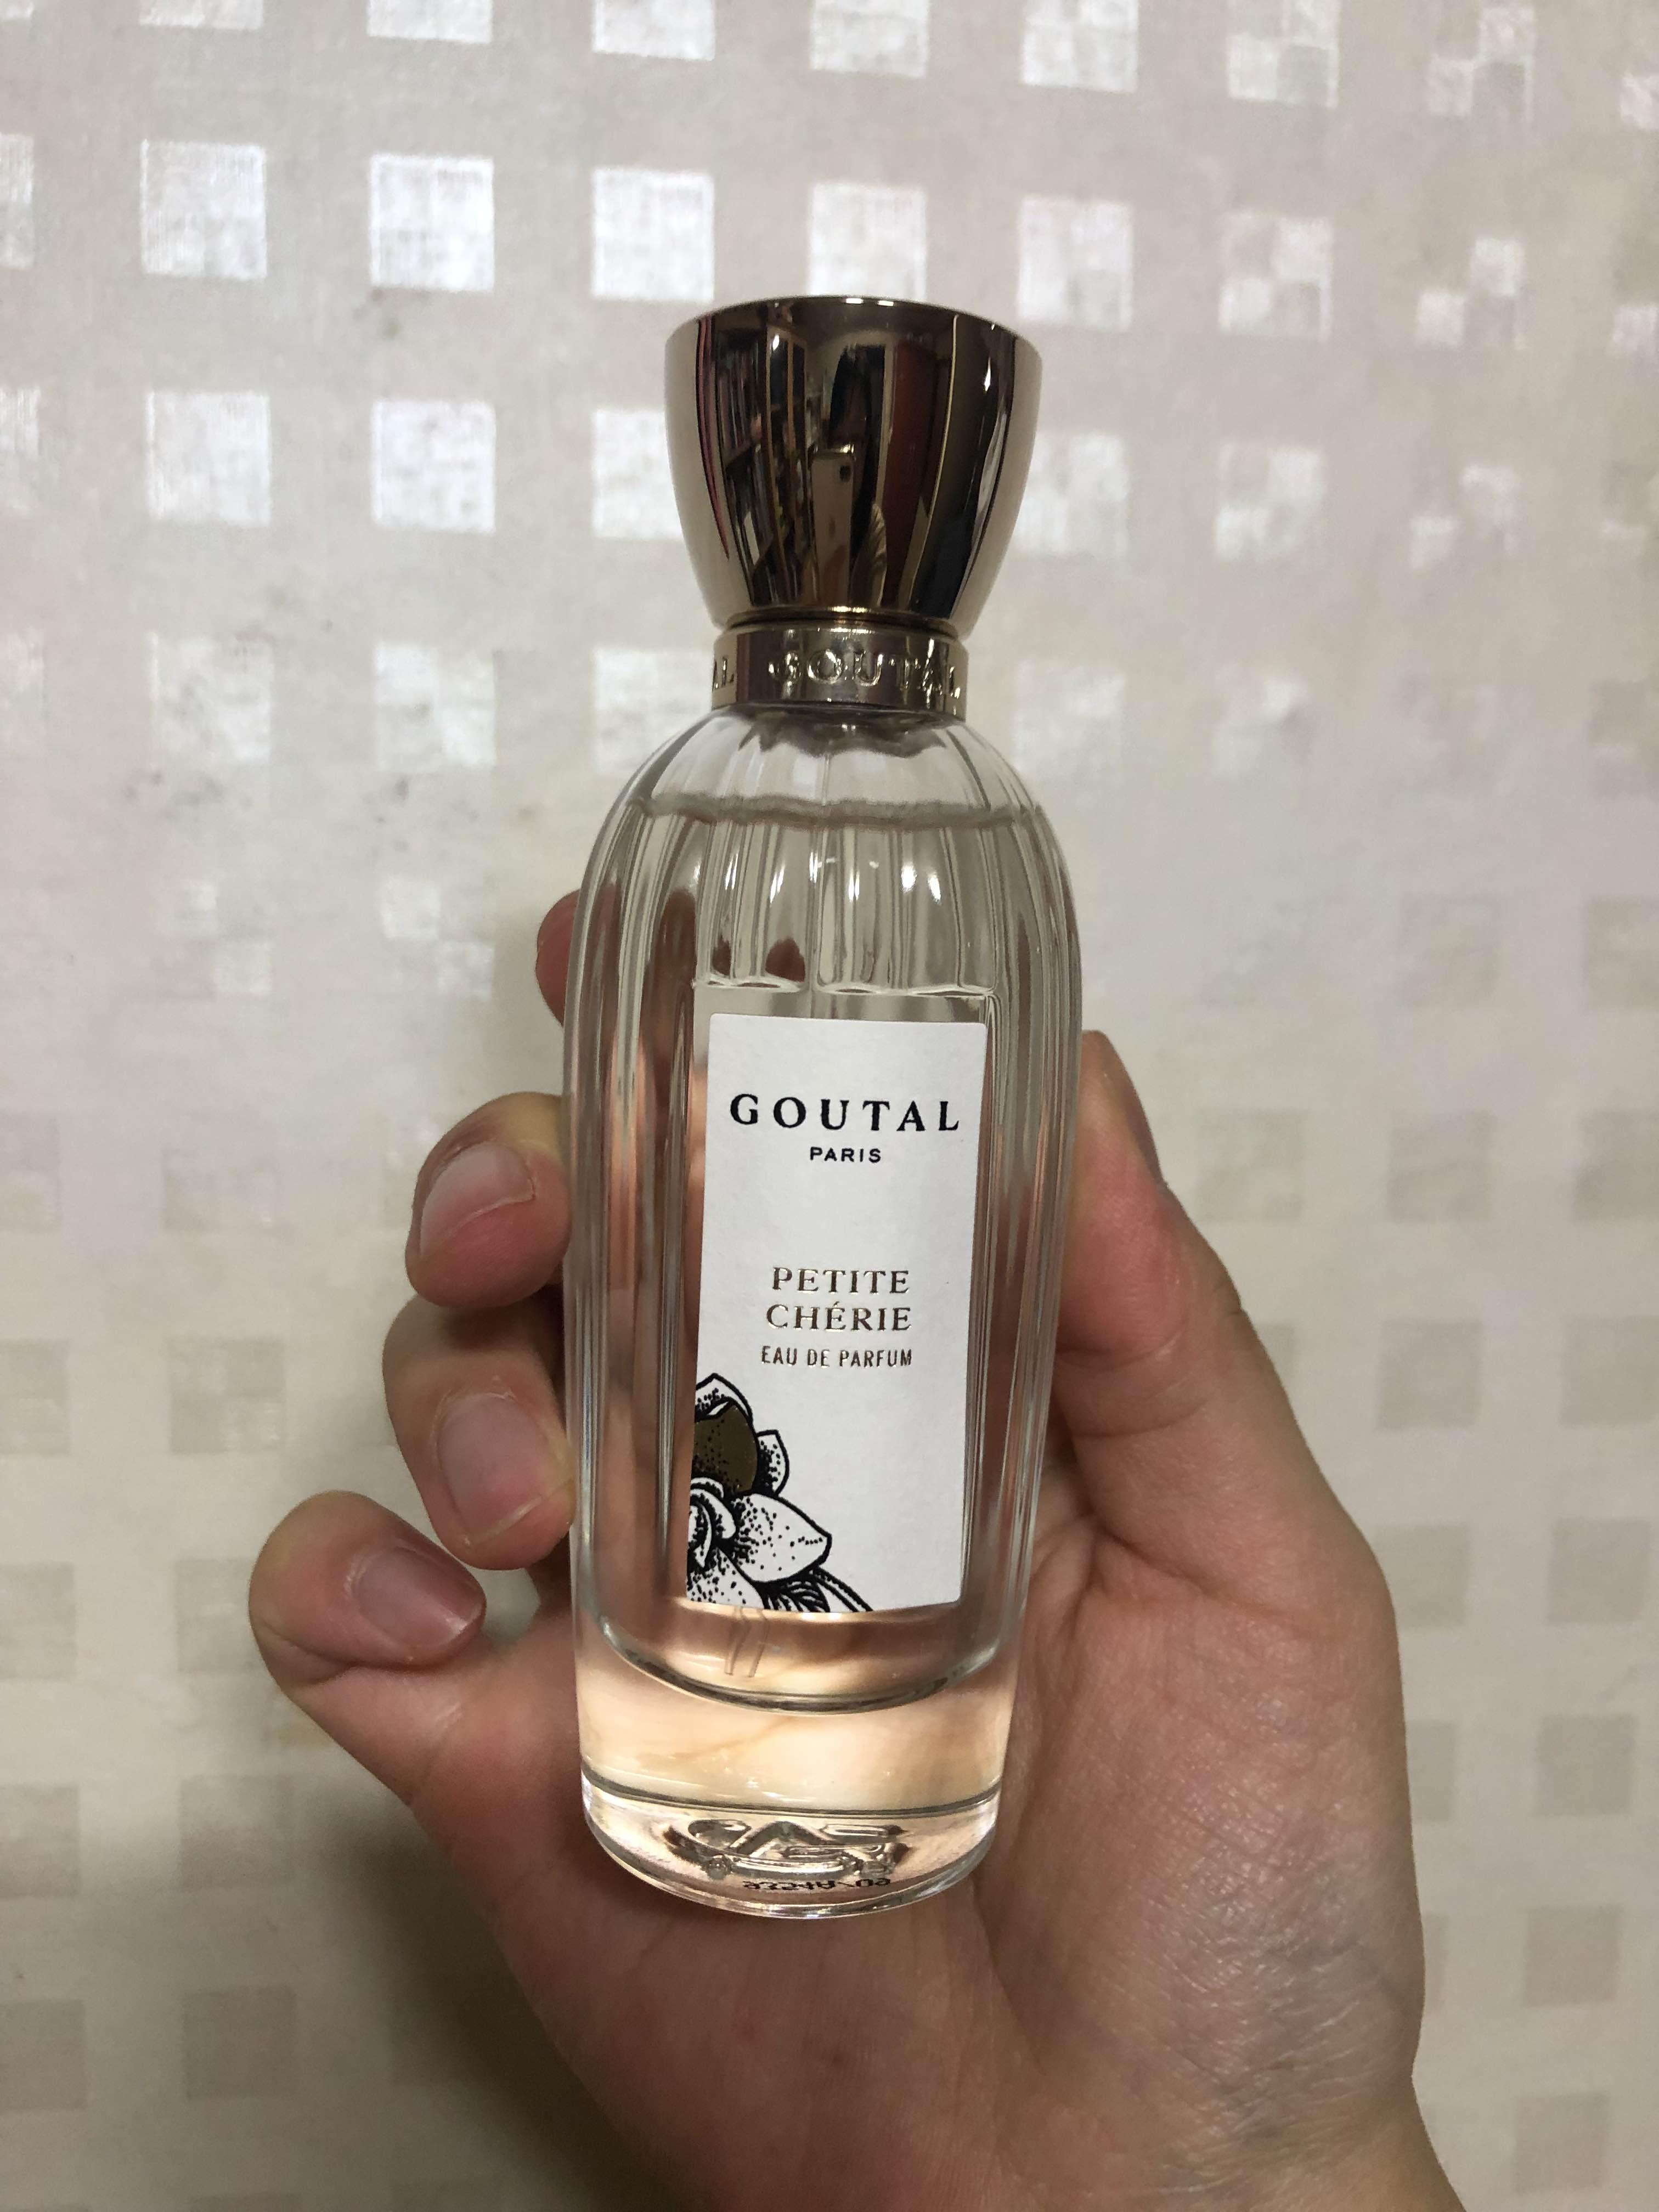 GOUTAL
GOUTAL
PARIS
PETITE
CHÉRIE
EAU DE PARFUM